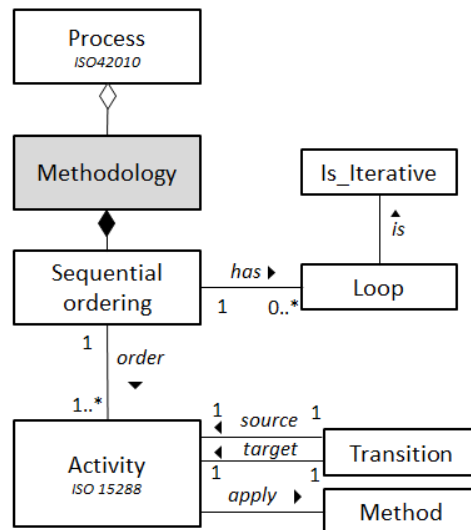 Process
ISO42010
Methodology
Is_Iterative
is
Sequential
ordering
has
1
0..*
Loop
1
order
1..*
Activity
ISO 15288
1
source
1
target
1
1
Transition
apply
Method